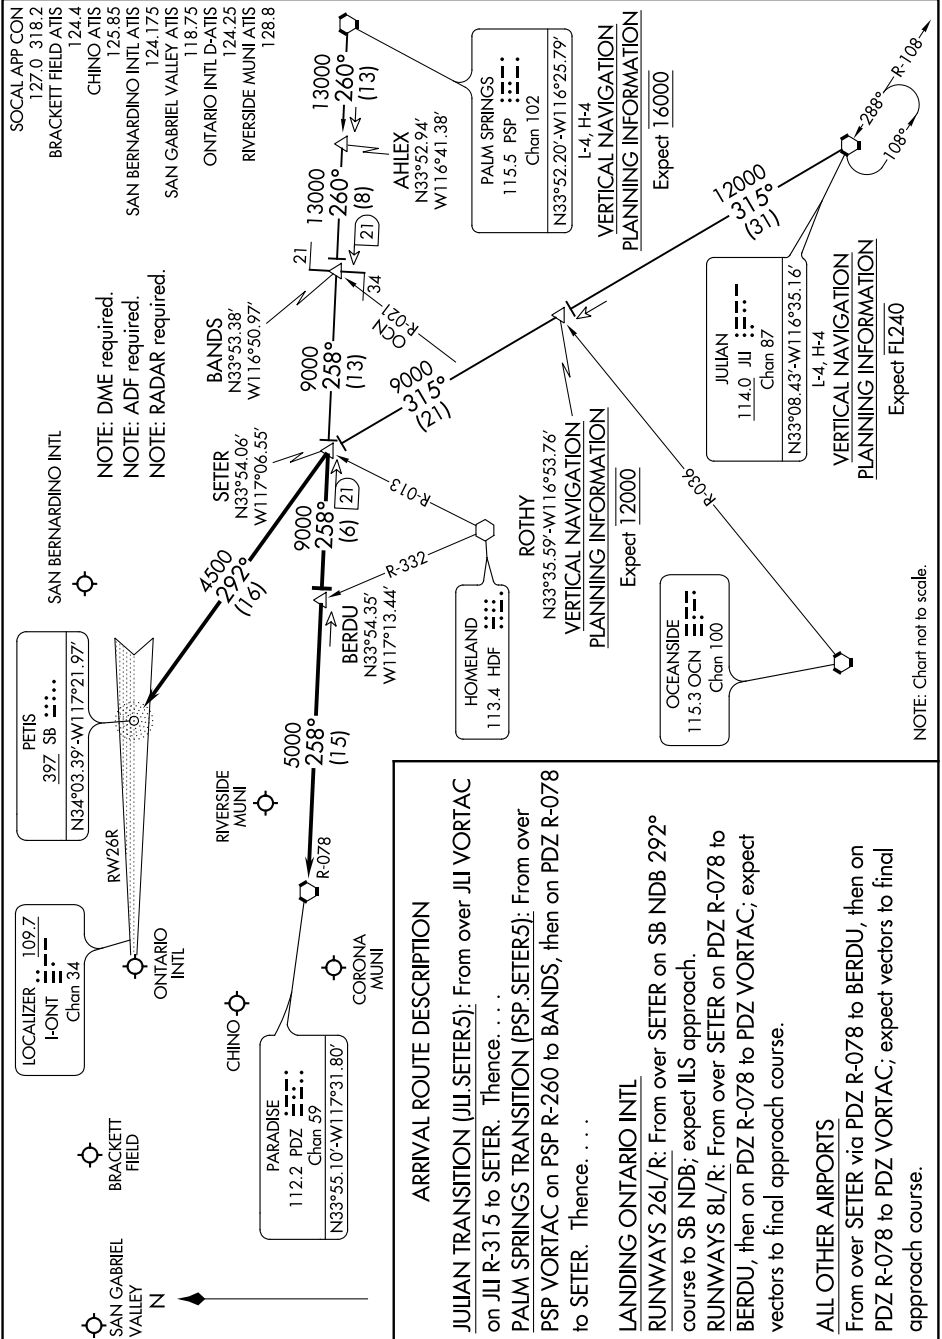 SOCAL APP CON
127.0 318.2
BRACKETT FIELD ATIS
124.4
CHINO ATIS
125.85
SAN BERNARDINO INTL ATIS
124.175
SAN GABRIEL VALLEY ATIS
118.75
ONTARIO INTL D-ATIS
124.25
RIVERSIDE MUNI ATIS
128.8
NOTE: DME required.
NOTE: ADF required.
NOTE: RADAR required.
SAN BERNARDINO INTL
PETIS
397 SB
N34°03.39'-W117°21.97'
LOCALIZER 109.7
I-ONT
Chan 34
RW26R
ONTARIO
INTL
BRACKETT
FIELD
SAN GABRIEL
VALLEY
N
CHINO
RIVERSIDE
MUNI
CORONA
MUNI
PARADISE
112.2 PDZ
Chan 59
N33°55.10'-W117°31.80'
R-078
5000
258°
(15)
4500
292°
(16)
BERDU
N33°54.35'
W117°13.44'
9000
258°
(6)
SETER
N33°54.06'
W117°06.55'
21
R-013
R-332
HOMELAND
113.4 HDF
9000
258°
(13)
BANDS
N33°53.38'
W116°50.97'
21
34
21
OCN
R-021
13000
260°
(8)
AHLEX
N33°52.94'
W116°41.38'
13000
260°
(13)
PALM SPRINGS
115.5 PSP
Chan 102
N33°52.20'-W116°25.79'
L-4, H-4
VERTICAL NAVIGATION
PLANNING INFORMATION
Expect 16000
9000
315°
(21)
ROTHY
N33°35.59'-W116°53.76'
VERTICAL NAVIGATION
PLANNING INFORMATION
Expect 12000
12000
315°
(31)
R-036
OCEANSIDE
115.3 OCN
Chan 100
JULIAN
114.0 JLI
Chan 87
N33°08.43'-W116°35.16'
L-4, H-4
VERTICAL NAVIGATION
PLANNING INFORMATION
Expect FL240
288°
R-108
108°
NOTE: Chart not to scale.
ARRIVAL ROUTE DESCRIPTION
JULIAN TRANSITION (JLI.SETER5): From over JLI VORTAC
on JLI R-315 to SETER. Thence. . . .
PALM SPRINGS TRANSITION (PSP.SETER5): From over
PSP VORTAC on PSP R-260 to BANDS, then on PDZ R-078
to SETER. Thence. . . .
LANDING ONTARIO INTL
RUNWAYS 26L/R: From over SETER on SB NDB 292°
course to SB NDB; expect ILS approach.
RUNWAYS 8L/R: From over SETER on PDZ R-078 to
BERDU, then on PDZ R-078 to PDZ VORTAC; expect
vectors to final approach course.
ALL OTHER AIRPORTS
From over SETER via PDZ R-078 to BERDU, then on
PDZ R-078 to PDZ VORTAC; expect vectors to final
approach course.